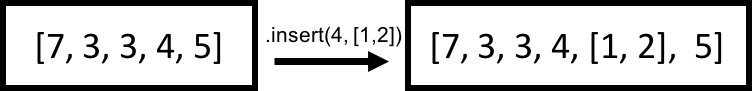 [7, 3, 3, 4, 5]
.insert(4, [1,2])
[7, 3, 3, 4, [1, 2],  5]